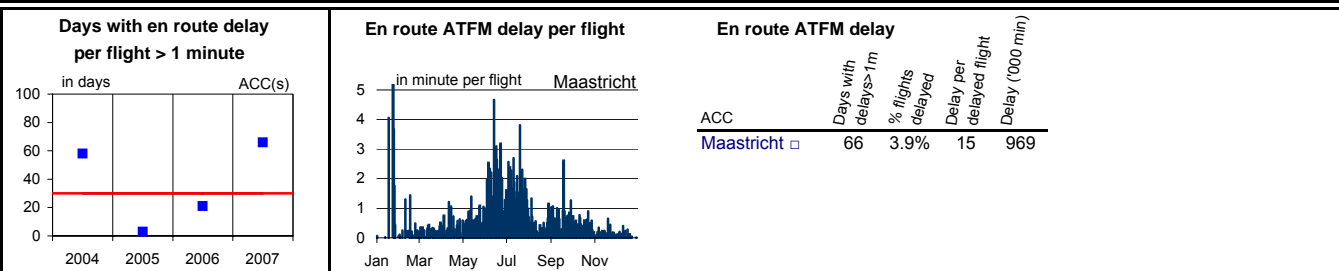 Days with en route delay
per flight > 1 minute
in days ACC(s)
100
80
60
40
20
0
2004 2005 2006 2007
En route ATFM delay per flight
in minute per flight Maastricht
5
4
3
2
1
0
Jan Mar May Jul Sep Nov
En route ATFM delay
ACC
Days with
delays>1m
% flights
delayed
Delay per
delayed flight
Delay ('000 min)
Maastricht □ 66 3.9% 15 969